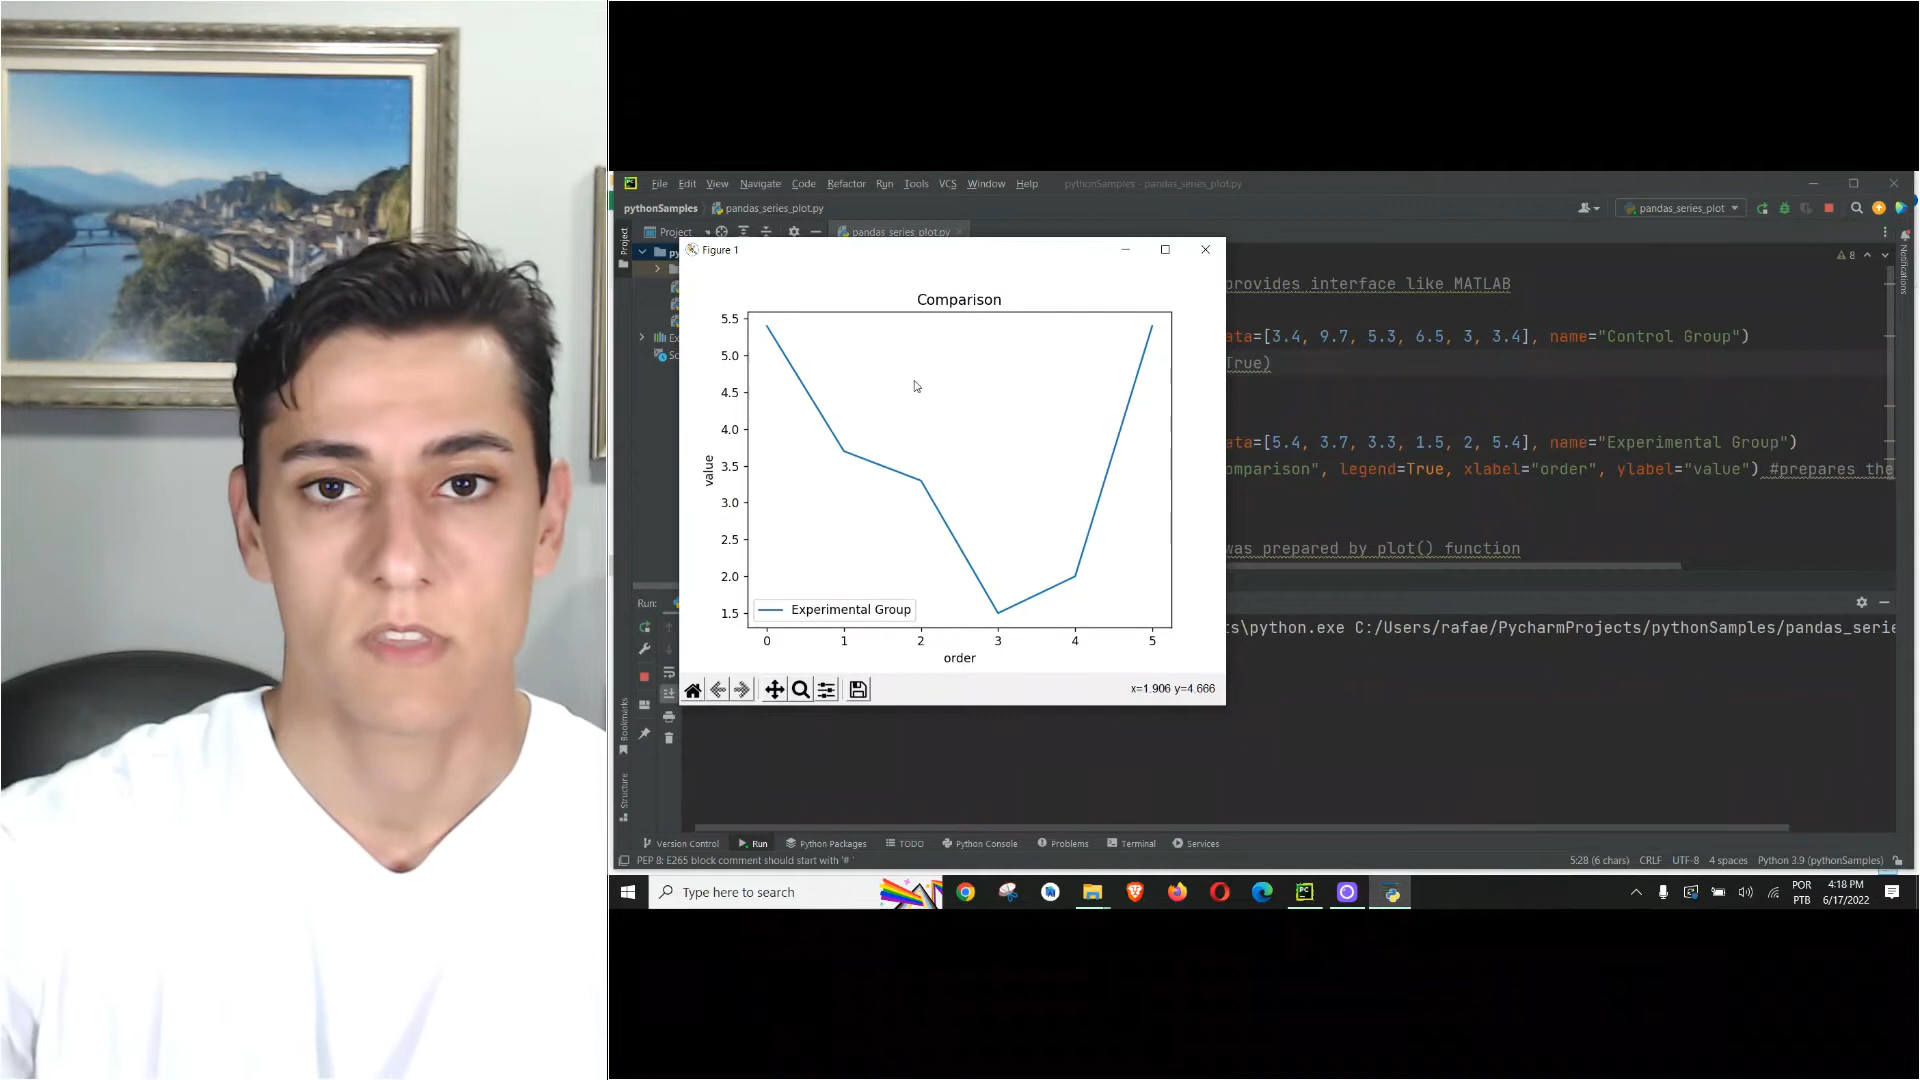 File Edit View Navigate Code Refactor Run Tools VCS Window Help pythonSamples - pandas_series_plot.py
pythonSamples pandas_series_plot.py pandas_series_plot
Project pandas_series_plot.py
Figure 1
8
provides interface like MATLAB
Comparison
5.5
5.0
4.5
4.0
3.5
3.0
2.5
2.0
1.5
value
0 1 2 3 4 5
order
Experimental Group
x=1.906 y=4.666
ata=[3.4, 9.7, 5.3, 6.5, 3, 3.4], name="Control Group")
True)
ata=[5.4, 3.7, 3.3, 1.5, 2, 5.4], name="Experimental Group")
omparison", legend=True, xlabel="order", ylabel="value") #prepares the
was prepared by plot() function
Run:
ts\python.exe C:/Users/rafae/PycharmProjects/pythonSamples/pandas_serie
Project
Bookmarks
Structure
Notifications
Version Control Run Python Packages TODO Python Console Problems Terminal Services
PEP 8: E265 block comment should start with '# ' 5:28 (6 chars) CRLF UTF-8 4 spaces Python 3.9 (pythonSamples)
Type here to search POR 4:18 PM
PTB 6/17/2022